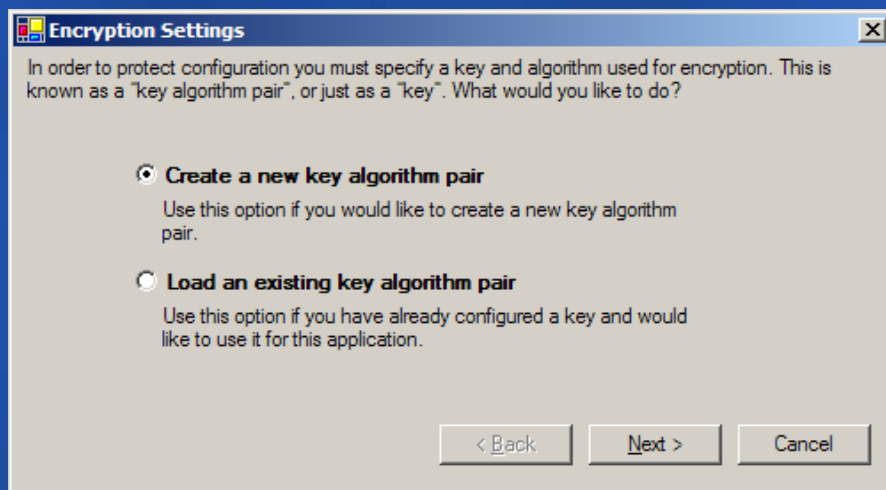 Encryption Settings
In order to protect configuration you must specify a key and algorithm used for encryption. This is
known as a "key algorithm pair", or just as a "key". What would you like to do?
Create a new key algorithm pair
Use this option if you would like to create a new key algorithm
pair.
Load an existing key algorithm pair
Use this option if you have already configured a key and would
like to use it for this application.
< Back
Next >
Cancel